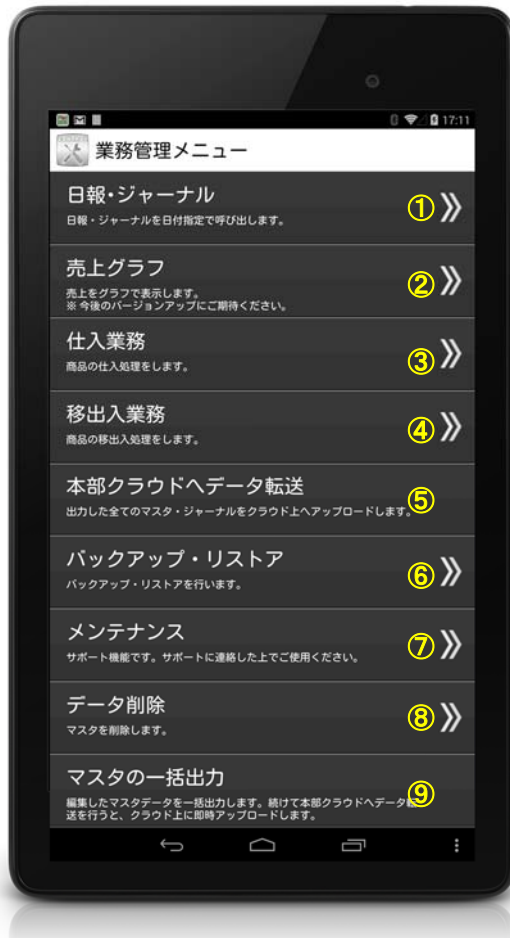 17:11
業務管理メニュー
日報・ジャーナル
日報・ジャーナルを日付指定で呼び出します。
①
売上グラフ
売上をグラフで表示します。
※ 今後のバージョンアップにご期待ください。
②
仕入業務
商品の仕入処理をします。
③
移出入業務
商品の移出入処理をします。
④
本部クラウドへデータ転送
出力した全てのマスタ・ジャーナルをクラウド上へアップロードします。
⑤
バックアップ・リストア
バックアップ・リストアを行います。
⑥
メンテナンス
サポート機能です。サポートに連絡した上でご使用ください。
⑦
データ削除
マスタを削除します。
⑧
マスタの一括出力
編集したマスタデータを一括出力します。続けて本部クラウドへデータ転
送を行うと、クラウド上に即時アップロードします。
⑨